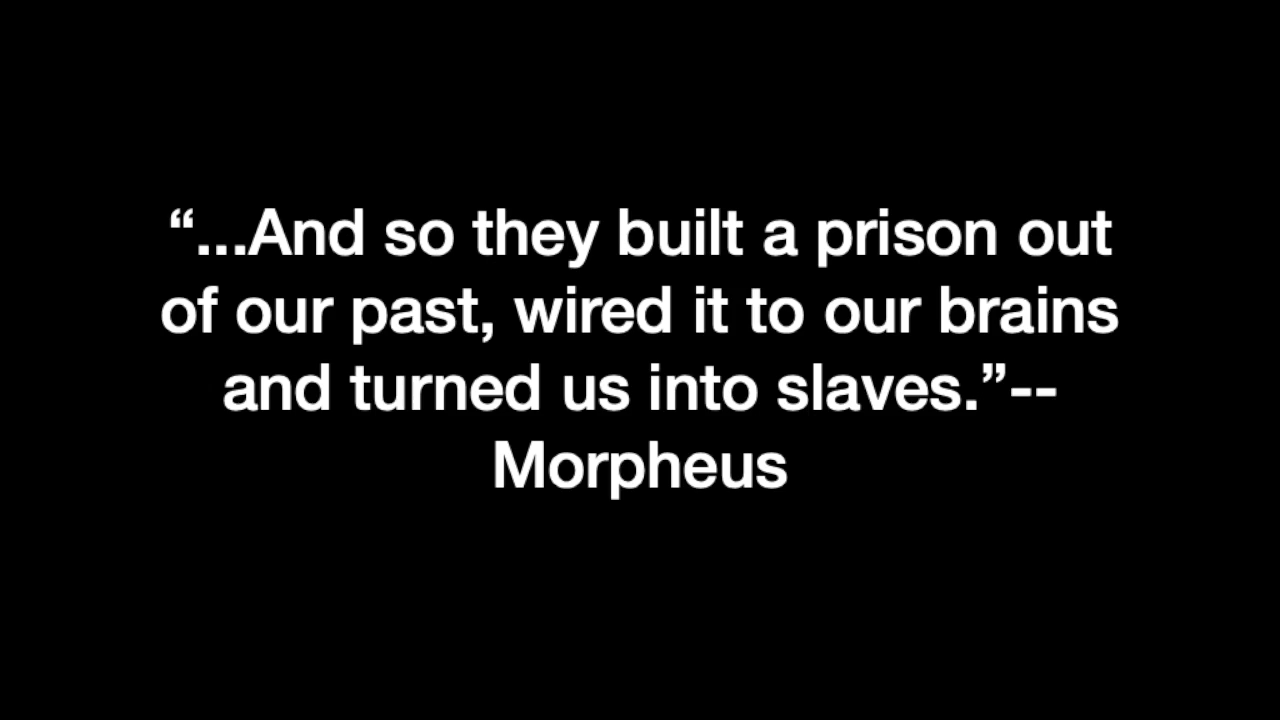 “...And so they built a prison out
of our past, wired it to our brains
and turned us into slaves.”--
Morpheus